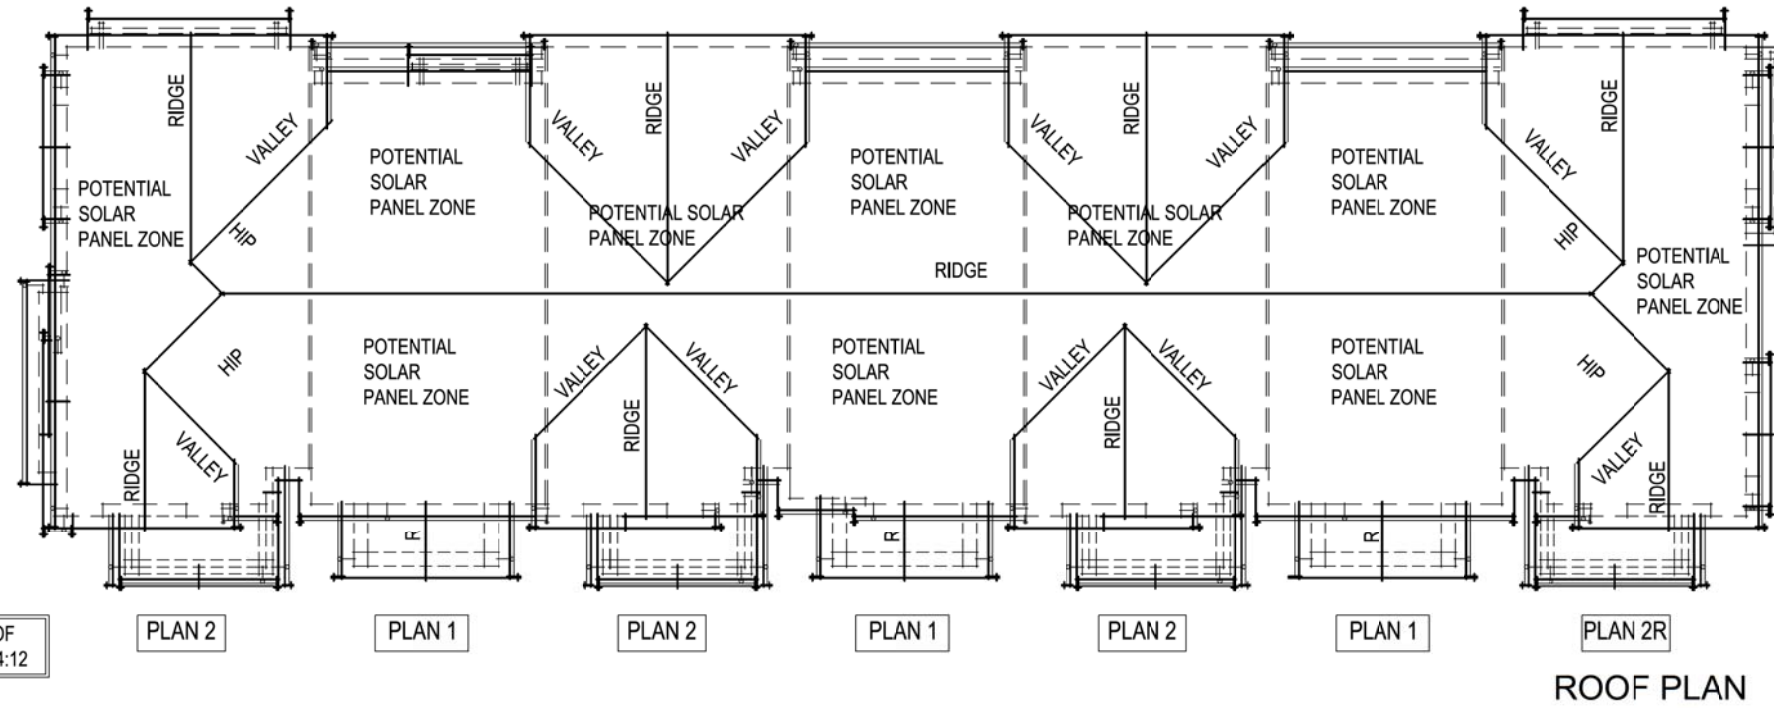 RIDGE
VALLEY
HIP
POTENTIAL
SOLAR
PANEL ZONE
POTENTIAL
SOLAR
PANEL ZONE
VALLEY
RIDGE
VALLEY
POTENTIAL SOLAR
PANEL ZONE
POTENTIAL
SOLAR
PANEL ZONE
VALLEY
RIDGE
VALLEY
POTENTIAL SOLAR
PANEL ZONE
POTENTIAL
SOLAR
PANEL ZONE
RIDGE
VALLEY
HIP
POTENTIAL
SOLAR
PANEL ZONE
RIDGE
HIP
RIDGE
VALLEY
POTENTIAL
SOLAR
PANEL ZONE
VALLEY
RIDGE
VALLEY
POTENTIAL
SOLAR
PANEL ZONE
VALLEY
RIDGE
VALLEY
POTENTIAL
SOLAR
PANEL ZONE
HIP
VALLEY
RIDGE
R
R
R
PLAN 2
PLAN 1
PLAN 2
PLAN 1
PLAN 2
PLAN 1
PLAN 2R
OF
4:12
ROOF PLAN